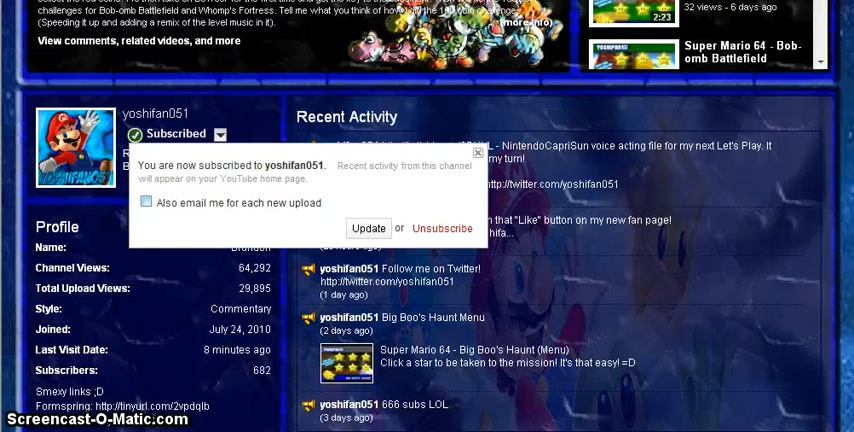 challenges for Bob-omb Battlefield and Whomp's Fortress. Tell me what you think of how I
(Speeding it up and adding a remix of the level music in it).
(more info)
View comments, related videos, and more
2:23
32 views - 6 days ago
Super Mario 64 - Bob-
omb Battlefield
yoshifan051
Subscribed
YOSHIFAN051
Recent Activity
- NintendoCapriSun voice acting file for my next Let's Play. It
my turn!
http://twitter.com/yoshifan051
that "Like" button on my new fan page!
You are now subscribed to yoshifan051. Recent activity from this channel
will appear on your YouTube home page.
Also email me for each new upload
Update or Unsubscribe
Profile
Name: Brandon
Channel Views: 64,292
Total Upload Views: 29,895
Style: Commentary
Joined: July 24, 2010
Last Visit Date: 8 minutes ago
Subscribers: 682
Smexy links ;D
Formspring: http://tinyurl.com/2vpdqlb
yoshifan051 Follow me on Twitter!
http://twitter.com/yoshifan051
(1 day ago)
yoshifan051 Big Boo's Haunt Menu
(2 days ago)
Super Mario 64 - Big Boo's Haunt (Menu)
Click a star to be taken to the mission! It's that easy! =D
yoshifan051 666 subs LOL
(3 days ago)
Screencast-O-Matic.com